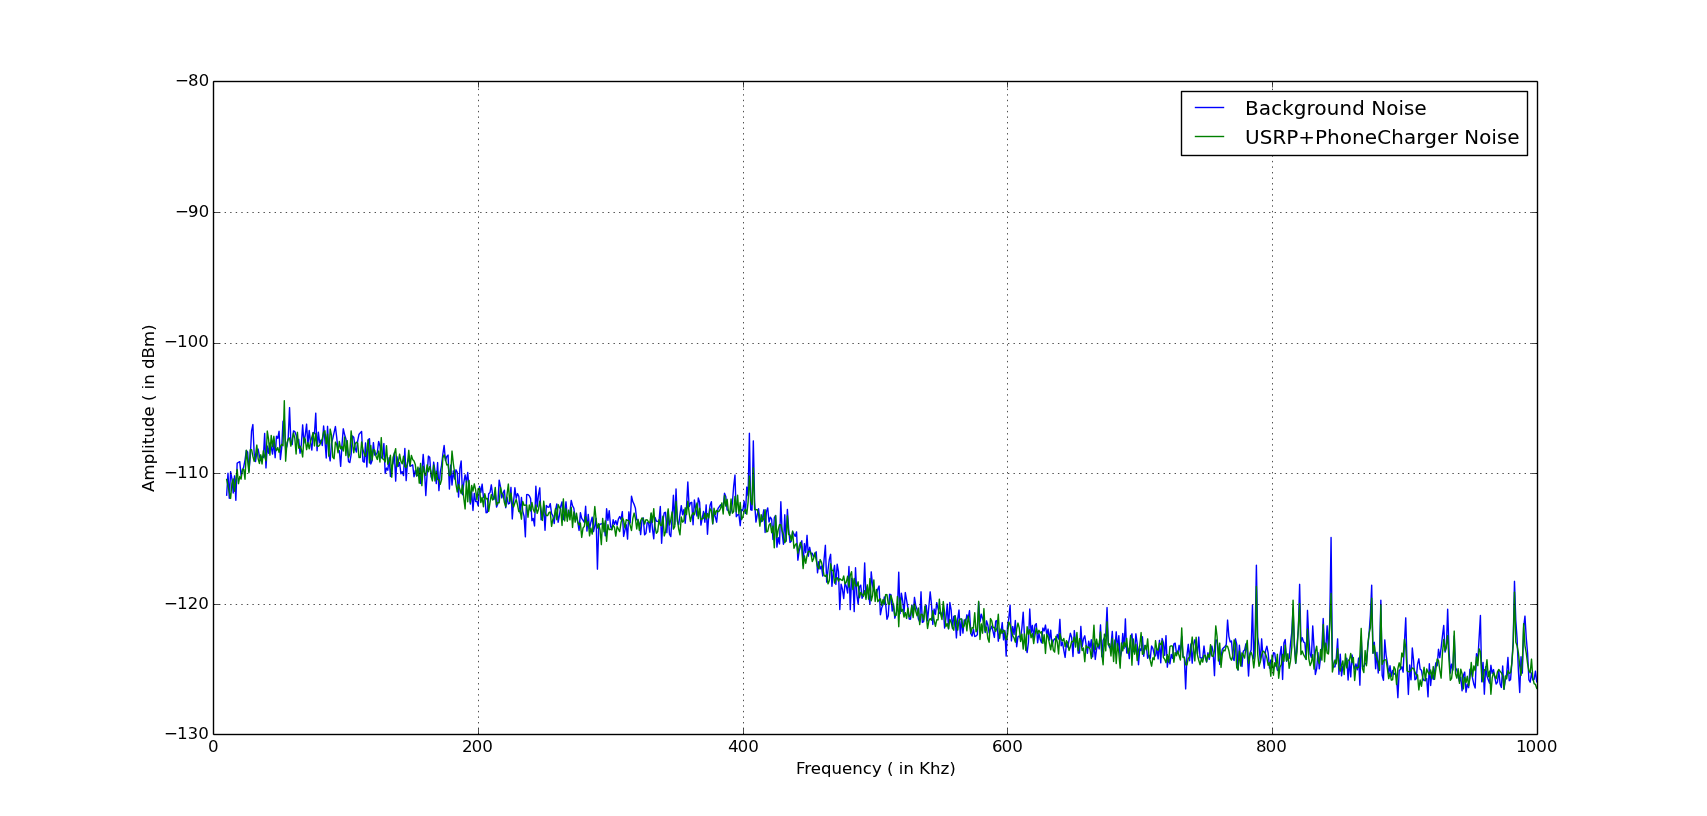 Background Noise
USRP+PhoneCharger Noise
−80
−90
−100
−110
−120
−130
Amplitude ( in dBm)
0 200 400 600 800 1000
Frequency ( in Khz)